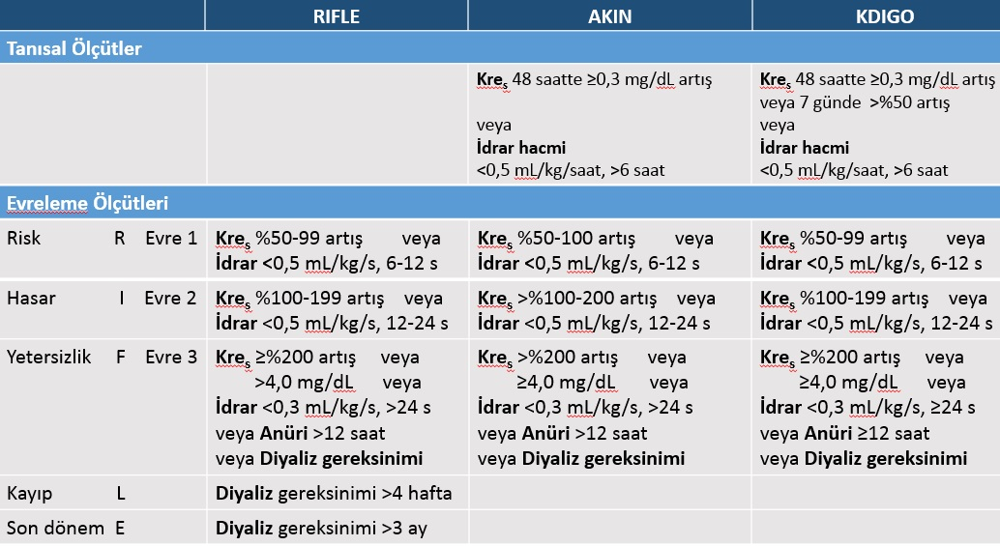 RIFLE AKIN KDIGO
Tanısal Ölçütler
Kreₛ 48 saatte ≥0,3 mg/dL artış
veya
İdrar hacmi
<0,5 mL/kg/saat, >6 saat
Kreₛ 48 saatte ≥0,3 mg/dL artış
veya 7 günde >%50 artış
veya
İdrar hacmi
<0,5 mL/kg/saat, >6 saat
Evreleme Ölçütleri
Risk R Evre 1
Kreₛ %50-99 artış veya
İdrar <0,5 mL/kg/s, 6-12 s
Kreₛ %50-100 artış veya
İdrar <0,5 mL/kg/s, 6-12 s
Kreₛ %50-99 artış veya
İdrar <0,5 mL/kg/s, 6-12 s
Hasar I Evre 2
Kreₛ %100-199 artış veya
İdrar <0,5 mL/kg/s, 12-24 s
Kreₛ >%100-200 artış veya
İdrar <0,5 mL/kg/s, 12-24 s
Kreₛ %100-199 artış veya
İdrar <0,5 mL/kg/s, 12-24 s
Yetersizlik F Evre 3
Kreₛ ≥%200 artış veya
>4,0 mg/dL veya
İdrar <0,3 mL/kg/s, >24 s
veya Anüri >12 saat
veya Diyaliz gereksinimi
Kreₛ >%200 artış veya
≥4,0 mg/dL veya
İdrar <0,3 mL/kg/s, >24 s
veya Anüri >12 saat
veya Diyaliz gereksinimi
Kreₛ ≥%200 artış veya
≥4,0 mg/dL veya
İdrar <0,3 mL/kg/s, ≥24 s
veya Anüri ≥12 saat
veya Diyaliz gereksinimi
Kayıp L
Diyaliz gereksinimi >4 hafta
Son dönem E
Diyaliz gereksinimi >3 ay